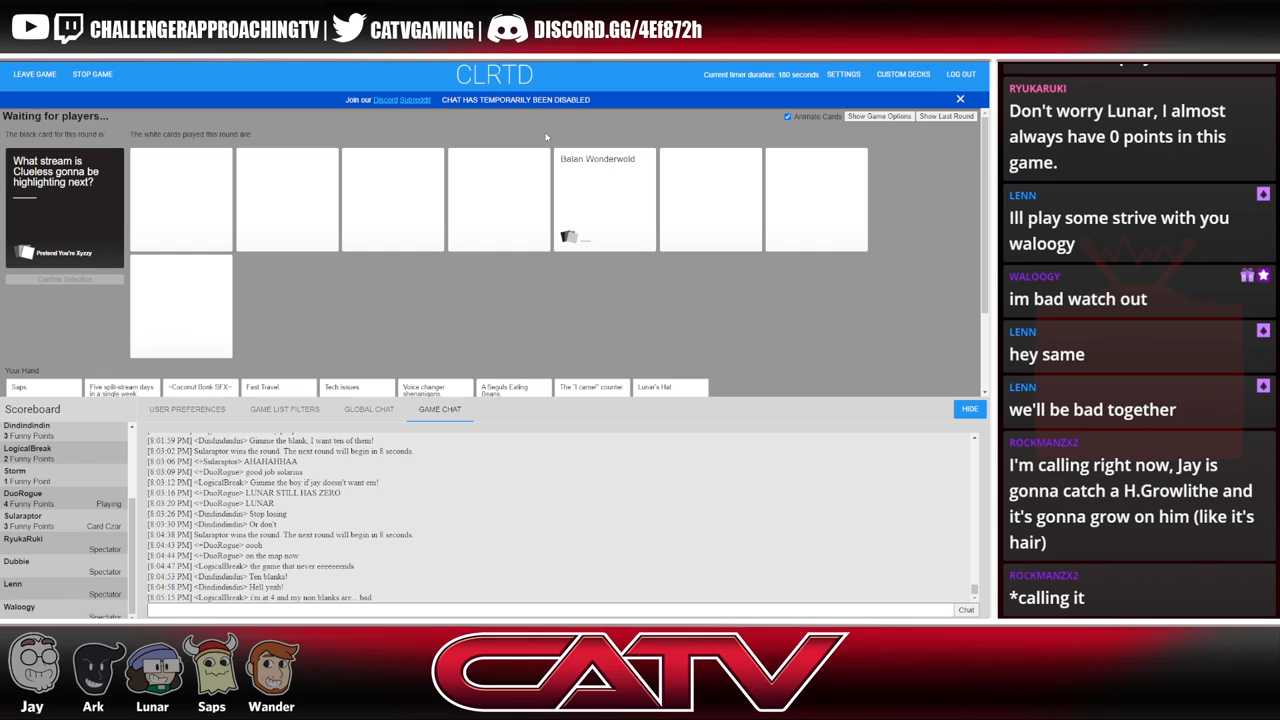 CHALLENGERAPPROACHINGTV | CATVGAMING | DISCORD.GG/4Ef872h
LEAVE GAME STOP GAME CLRTD Current timer duration: 180 seconds SETTINGS CUSTOM DECKS LOG OUT
Join our Discord Subreddit CHAT HAS TEMPORARILY BEEN DISABLED
Waiting for players...
Animate Cards Show Game Options Show Last Round
The black card for this round is:
The white cards played this round are:
What stream is
Clueless gonna be
highlighting next?
Pretend You're Xyzzy
Confirm Selection
Balan Wonderwold
Your Hand
Saps
Five split-stream days
in a single week
~Coconut Bonk SFX~
Fast Travel
Tech issues
Voice changer
shenanigans
A Seguls Eating
Beans
The "I came!" counter
Lunar's Hat
Scoreboard
Dindindindin
3 Funny Points
LogicalBreak
2 Funny Points
Storm
1 Funny Point
DuoRogue
4 Funny Points Playing
Sularaptor
3 Funny Points Card Czar
RyukaRuki
Spectator
Dubbie
Spectator
Lenn
Spectator
Waloogy
Spectator
USER PREFERENCES GAME LIST FILTERS GLOBAL CHAT GAME CHAT HIDE
[8:01:59 PM] <Dindindindin> Gimme the blank, I want ten of them!
[8:03:02 PM] Sularaptor wins the round. The next round will begin in 8 seconds.
[8:03:06 PM] <+Sularaptor> AHAHAHHAA
[8:03:09 PM] <+DuoRogue> good job solarius
[8:03:12 PM] <LogicalBreak> Gimme the boy if jay doesn't want em!
[8:03:16 PM] <+DuoRogue> LUNAR STILL HAS ZERO
[8:03:20 PM] <+DuoRogue> LUNAR
[8:03:26 PM] <Dindindindin> Stop losing
[8:03:30 PM] <Dindindindin> Or don't
[8:04:38 PM] Sularaptor wins the round. The next round will begin in 8 seconds.
[8:04:43 PM] <+DuoRogue> oooh
[8:04:44 PM] <+DuoRogue> on the map now
[8:04:47 PM] <LogicalBreak> the game that never eeeeeeends
[8:04:53 PM] <Dindindindin> Ten blanks!
[8:04:58 PM] <Dindindindin> Hell yeah!
[8:05:15 PM] <LogicalBreak> i'm at 4 and my non blanks are... bad
Chat
RYUKARUKI
Don't worry Lunar, I almost
always have 0 points in this
game.
LENN
Ill play some strive with you
waloogy
WALOOGY
im bad watch out
LENN
hey same
LENN
we'll be bad together
ROCKMANZX2
I'm calling right now, Jay is
gonna catch a H.Growlithe and
it's gonna grow on him (like it's
hair)
ROCKMANZX2
*calling it
Jay Ark Lunar Saps Wander
CATV